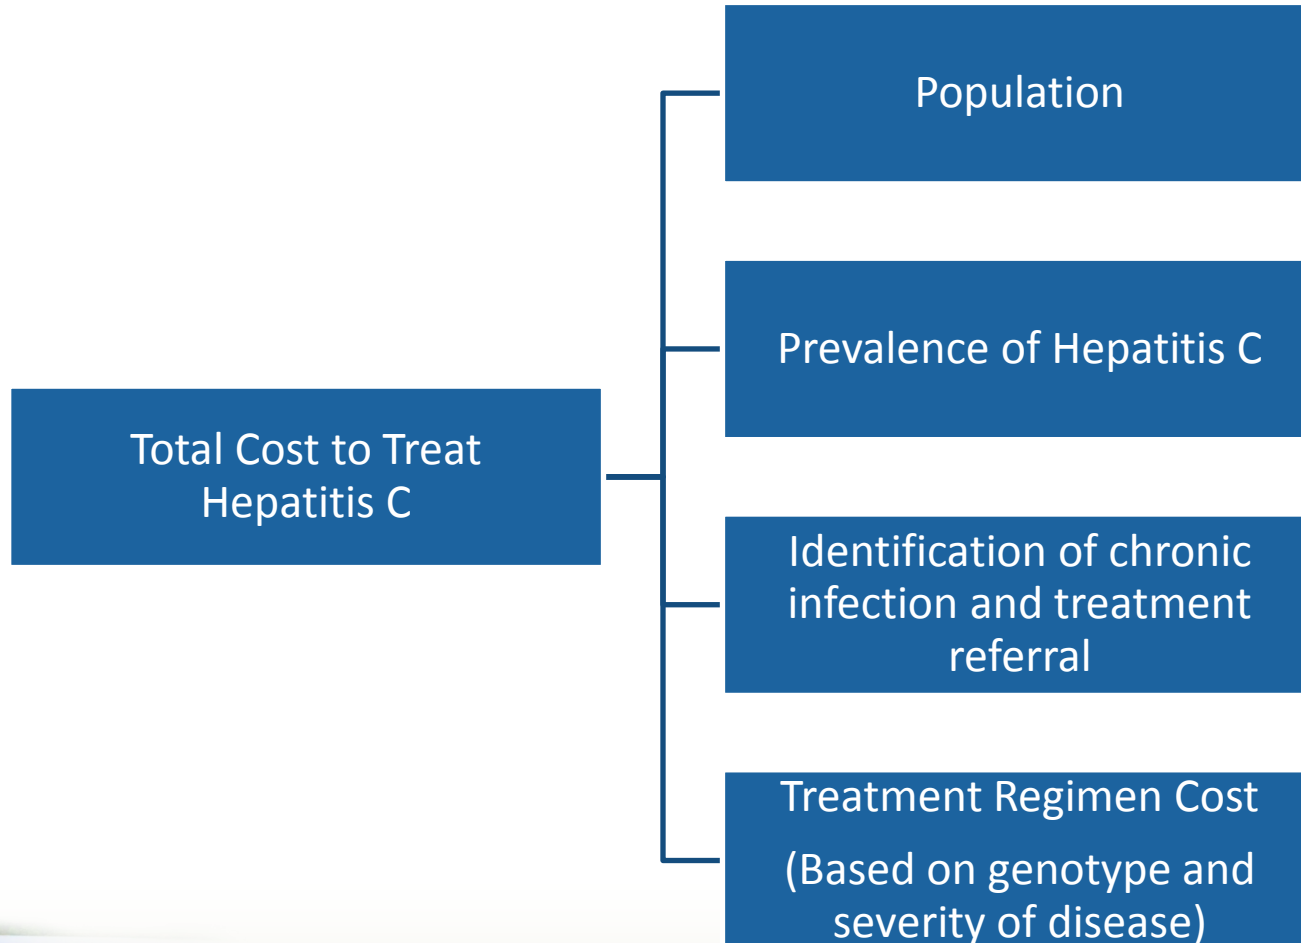 Population
Prevalence of Hepatitis C
Total Cost to Treat
Hepatitis C
Identification of chronic
infection and treatment
referral
Treatment Regimen Cost
(Based on genotype and
severity of disease)